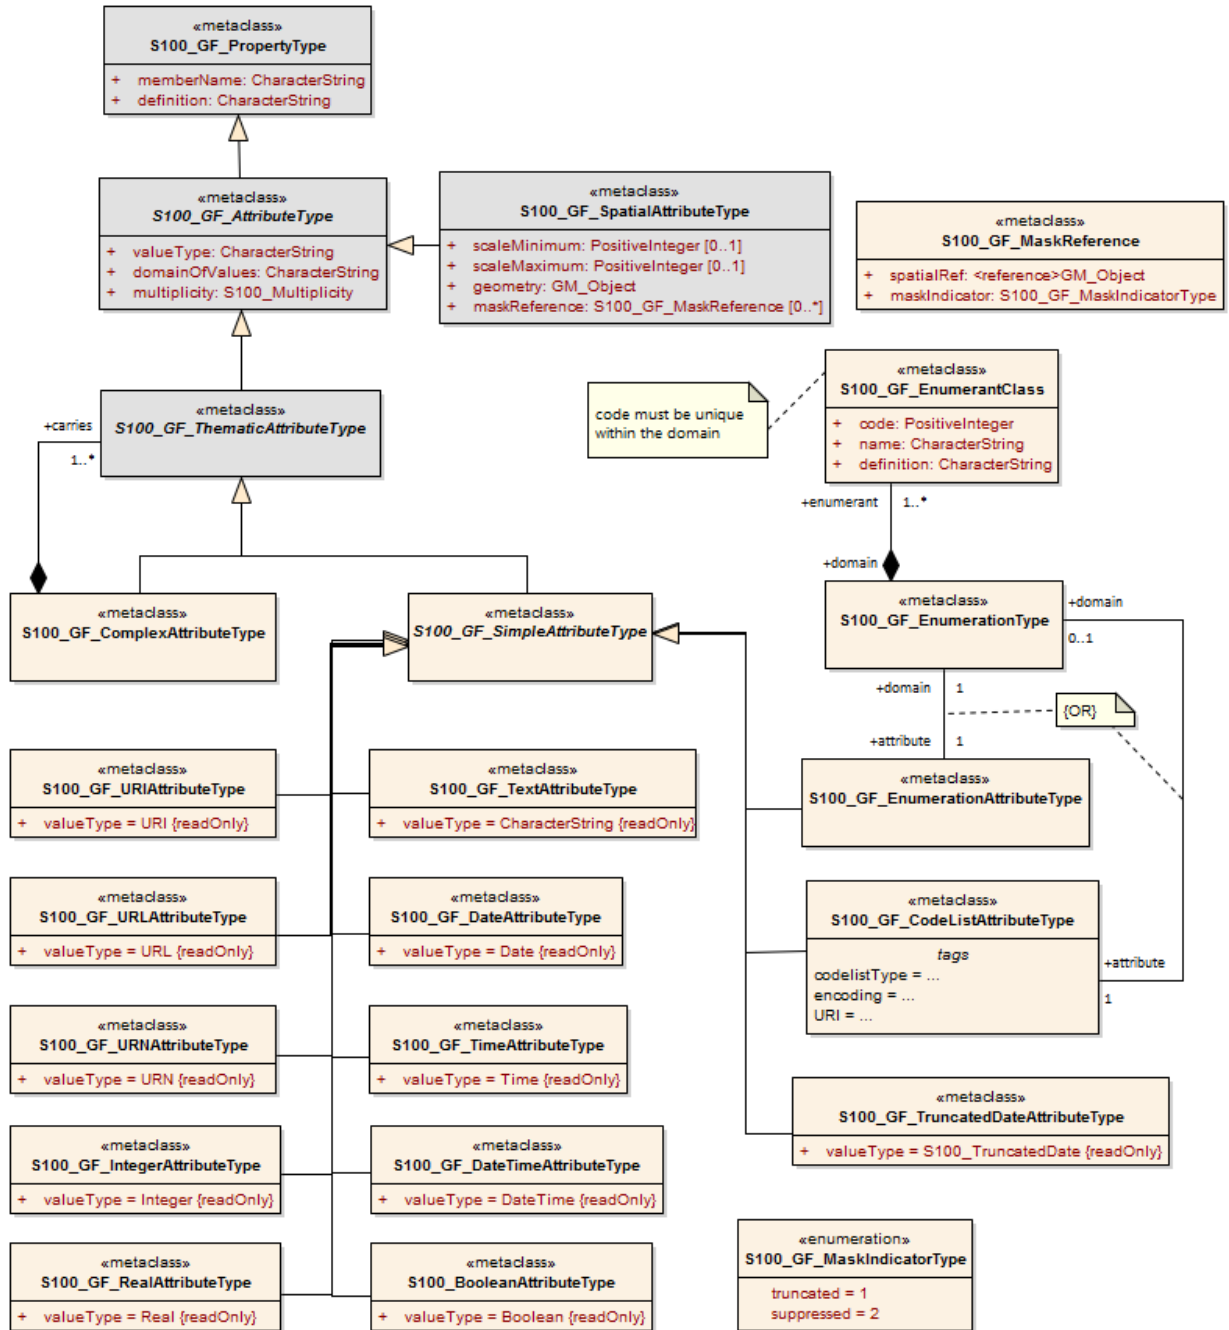 «metaclass»
S100_GF_PropertyType
+ memberName: CharacterString
+ definition: CharacterString
«metaclass»
S100_GF_AttributeType
+ valueType: CharacterString
+ domainOfValues: CharacterString
+ multiplicity: S100_Multiplicity
«metaclass»
S100_GF_SpatialAttributeType
+ scaleMinimum: PositiveInteger [0..1]
+ scaleMaximum: PositiveInteger [0..1]
+ geometry: GM_Object
+ maskReference: S100_GF_MaskReference [0..*]
«metaclass»
S100_GF_MaskReference
+ spatialRef: <reference>GM_Object
+ maskIndicator: S100_GF_MaskIndicatorType
«metaclass»
S100_GF_ThematicAttributeType
+carries
1..*
code must be unique
within the domain
«metaclass»
S100_GF_EnumerantClass
+ code: PositiveInteger
+ name: CharacterString
+ definition: CharacterString
+enumerant
1..*
+domain
«metaclass»
S100_GF_ComplexAttributeType
«metaclass»
S100_GF_SimpleAttributeType
«metaclass»
S100_GF_EnumerationType
+domain
0..1
+domain
1
{OR}
+attribute
1
«metaclass»
S100_GF_URIAttributeType
+ valueType = URI {readOnly}
«metaclass»
S100_GF_TextAttributeType
+ valueType = CharacterString {readOnly}
«metaclass»
S100_GF_EnumerationAttributeType
«metaclass»
S100_GF_URLAttributeType
+ valueType = URL {readOnly}
«metaclass»
S100_GF_DateAttributeType
+ valueType = Date {readOnly}
«metaclass»
S100_GF_CodeListAttributeType
tags
codelistType = ...
encoding = ...
URI = ...
+attribute
1
«metaclass»
S100_GF_URNAttributeType
+ valueType = URN {readOnly}
«metaclass»
S100_GF_TimeAttributeType
+ valueType = Time {readOnly}
«metaclass»
S100_GF_TruncatedDateAttributeType
+ valueType = S100_TruncatedDate {readOnly}
«metaclass»
S100_GF_IntegerAttributeType
+ valueType = Integer {readOnly}
«metaclass»
S100_GF_DateTimeAttributeType
+ valueType = DateTime {readOnly}
«metaclass»
S100_GF_RealAttributeType
+ valueType = Real {readOnly}
«metaclass»
S100_BooleanAttributeType
+ valueType = Boolean {readOnly}
«enumeration»
S100_GF_MaskIndicatorType
truncated = 1
suppressed = 2